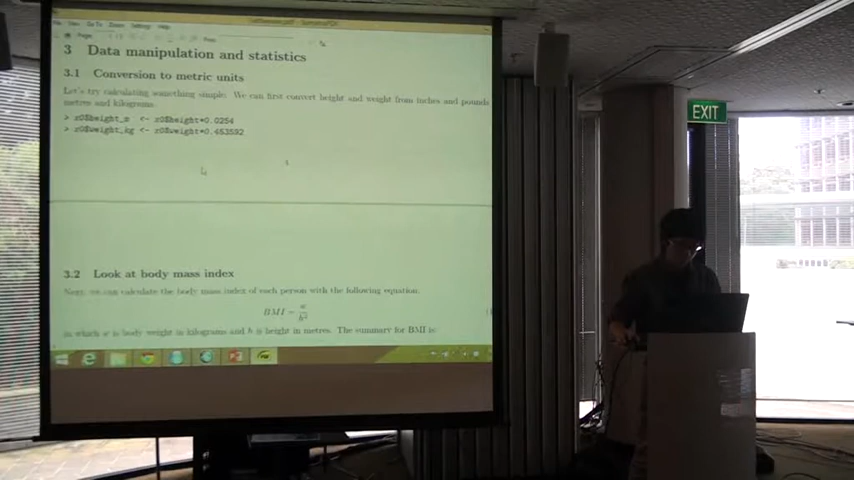 3 Data manipulation and statistics
3.1 Conversion to metric units
Let's try calculating something simple. We can first convert height and weight from inches and pounds
metres and kilograms.
> z0$height_m <- z0$height*0.0254
> z0$weight_kg <- z0$weight*0.453592
3.2 Look at body mass index
Next, we can calculate the body mass index of each person with the following equation.
BMI = w
h²
in which w is body weight in kilograms and h is height in metres. The summary for BMI is:
EXIT